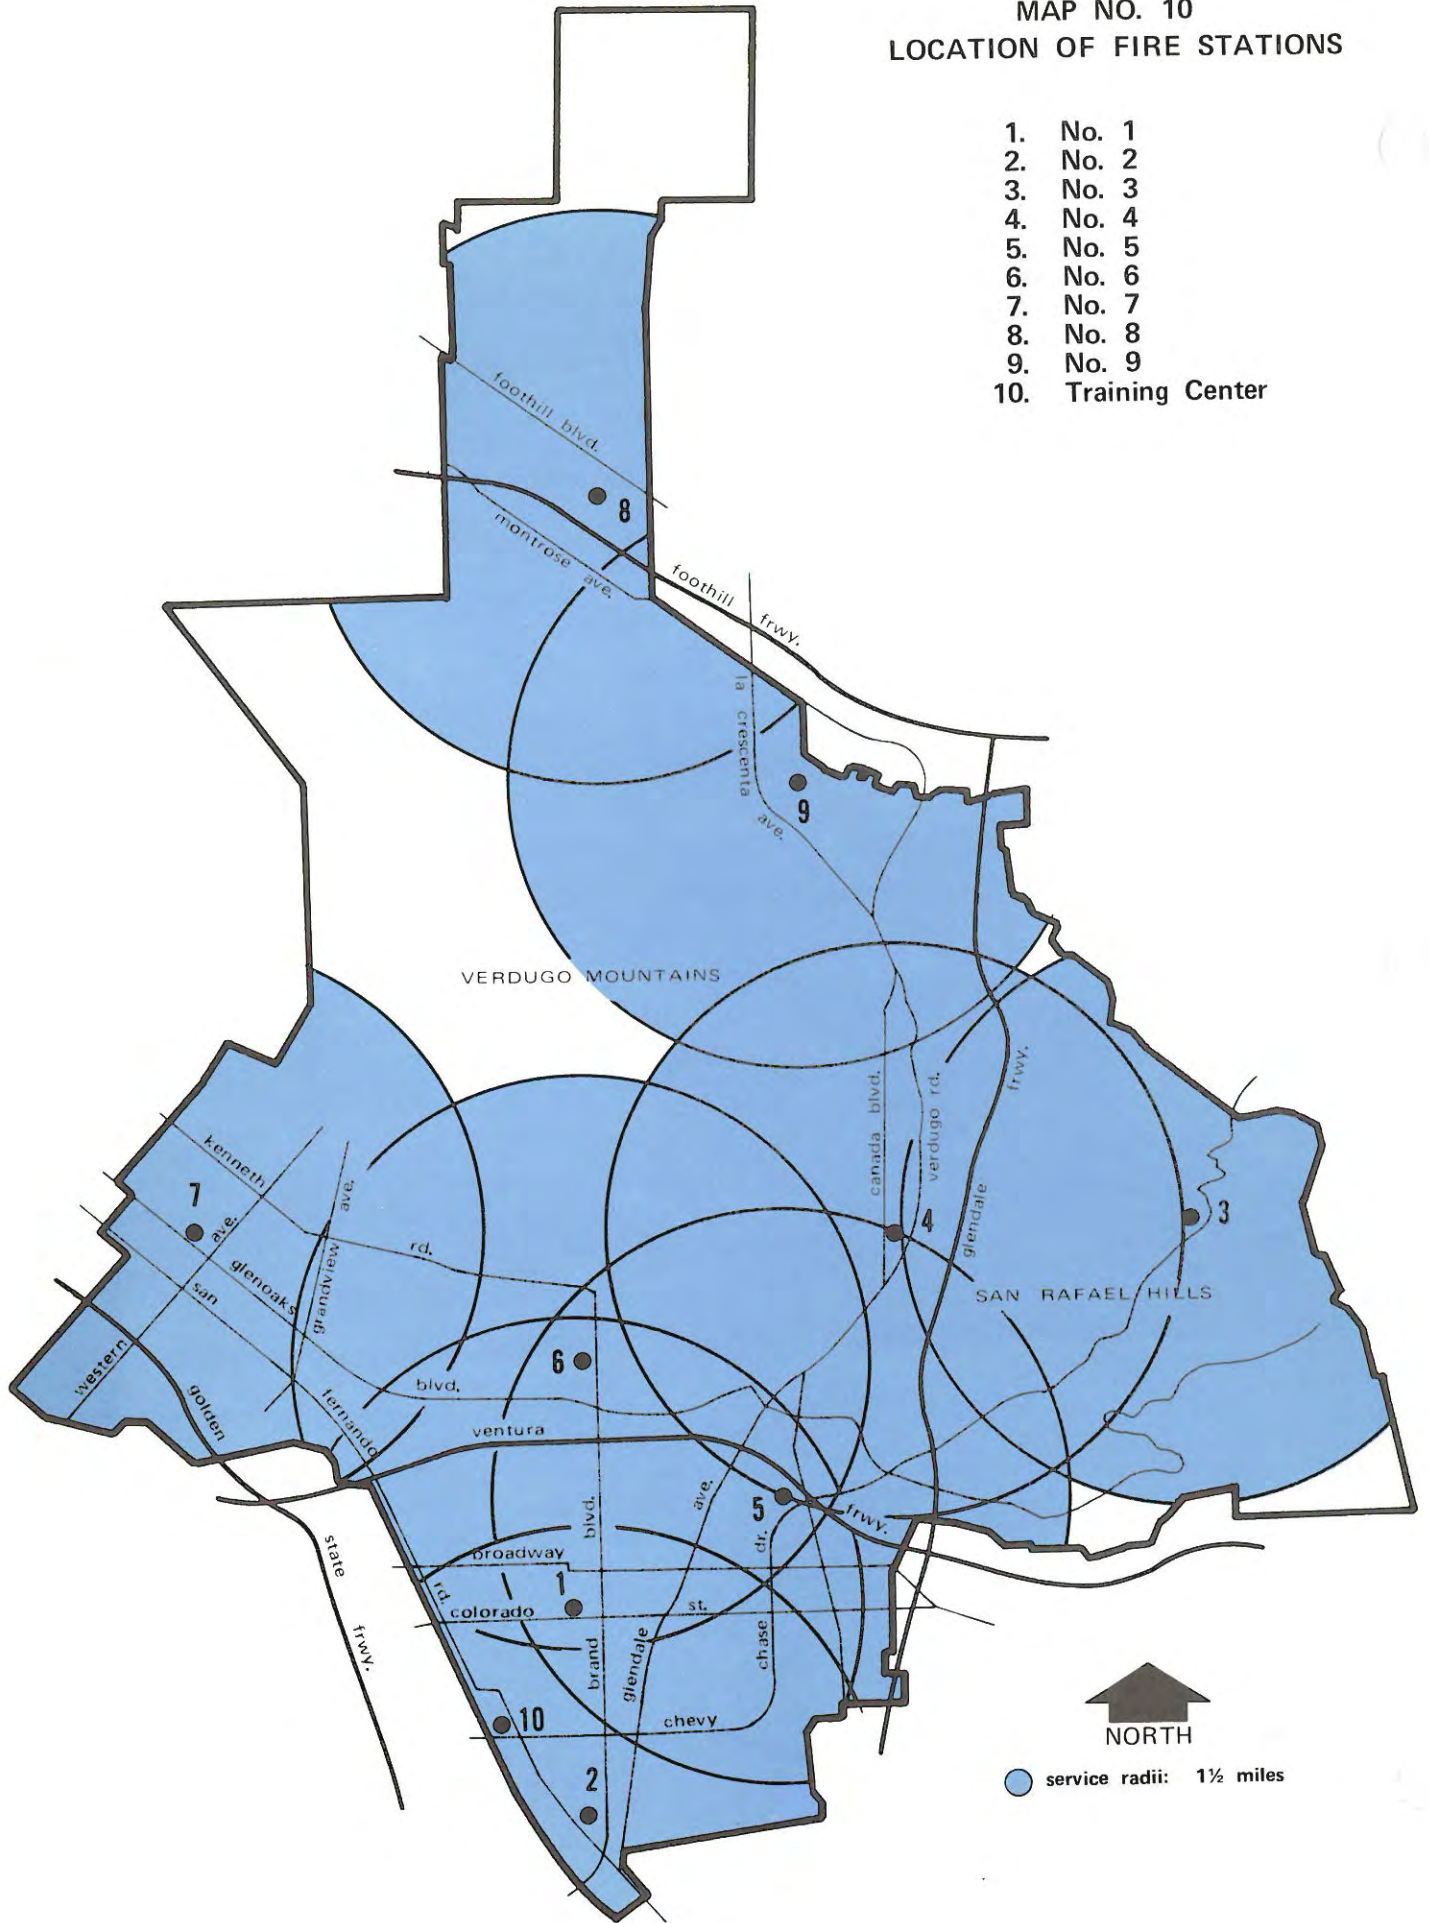 MAP NO. 10
LOCATION OF FIRE STATIONS
1. No. 1
2. No. 2
3. No. 3
4. No. 4
5. No. 5
6. No. 6
7. No. 7
8. No. 8
9. No. 9
10. Training Center
foothill blvd.
8
montrose ave.
foothill frwy.
la crescenta ave.
9
VERDUGO MOUNTAINS
canada blvd.
verdugo rd.
frwy.
glendale
kenneth
rd.
7
ave.
grandview ave.
glenoaks
san
4
3
SAN RAFAEL HILLS
western
golden
fernando
blvd.
6
ventura
ave.
5
frwy.
dr.
blvd.
state
frwy.
broadway
1
rd.
colorado
st.
brand
glendale
chase
10
chevy
2
NORTH
service radii: 1½ miles